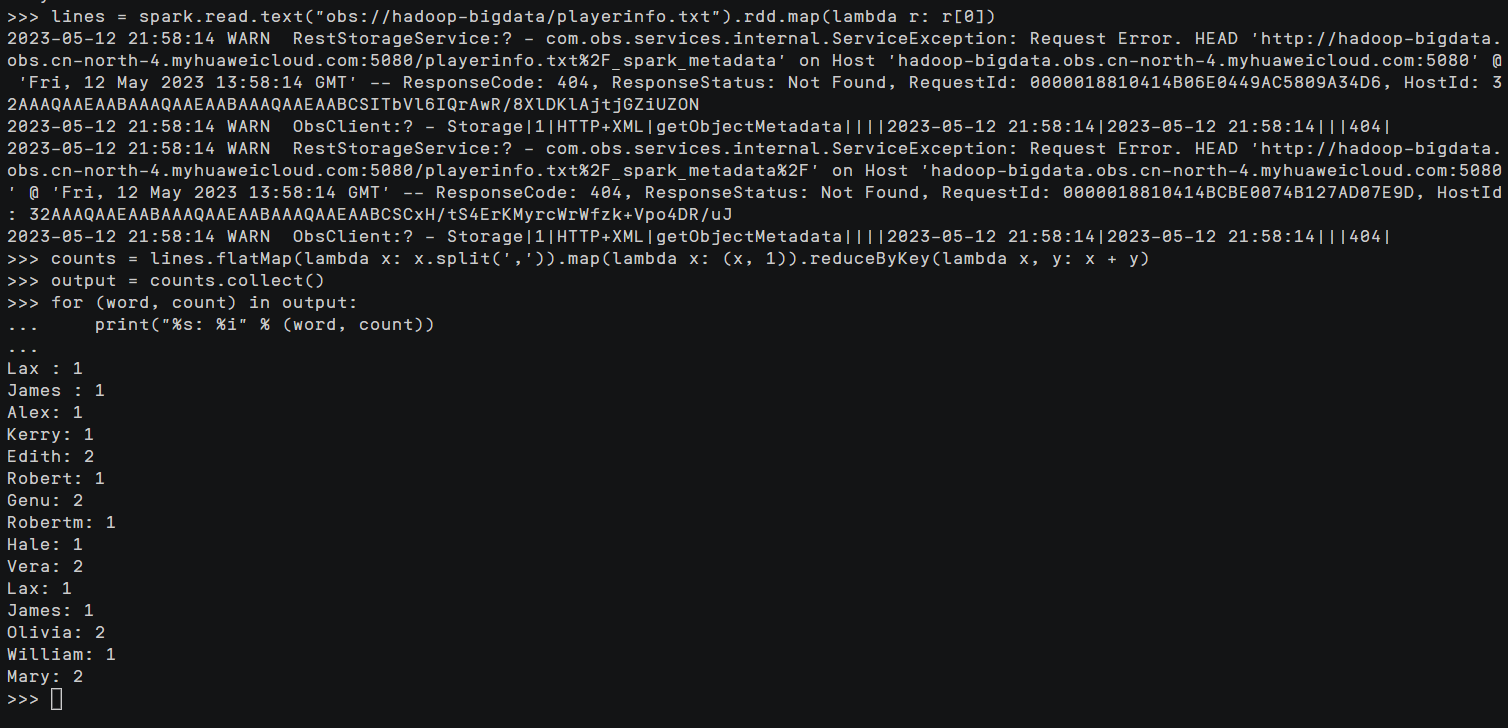 >>> lines = spark.read.text("obs://hadoop-bigdata/playerinfo.txt").rdd.map(lambda r: r[0])
2023-05-12 21:58:14 WARN  RestStorageService:? - com.obs.services.internal.ServiceException: Request Error. HEAD 'http://hadoop-bigdata.
obs.cn-north-4.myhuaweicloud.com:5080/playerinfo.txt%2F_spark_metadata' on Host 'hadoop-bigdata.obs.cn-north-4.myhuaweicloud.com:5080' @
 'Fri, 12 May 2023 13:58:14 GMT' -- ResponseCode: 404, ResponseStatus: Not Found, RequestId: 0000018810414B06E0449AC5809A34D6, HostId: 3
2AAAQAAEAABAAAQAAEAABAAAQAAEAABCSITbVl6IQrAwR/8XlDKlAjtjGZiUZON
2023-05-12 21:58:14 WARN  ObsClient:? - Storage|1|HTTP+XML|getObjectMetadata||||2023-05-12 21:58:14|2023-05-12 21:58:14|||404|
2023-05-12 21:58:14 WARN  RestStorageService:? - com.obs.services.internal.ServiceException: Request Error. HEAD 'http://hadoop-bigdata.
obs.cn-north-4.myhuaweicloud.com:5080/playerinfo.txt%2F_spark_metadata%2F' on Host 'hadoop-bigdata.obs.cn-north-4.myhuaweicloud.com:5080
' @ 'Fri, 12 May 2023 13:58:14 GMT' -- ResponseCode: 404, ResponseStatus: Not Found, RequestId: 0000018810414BCBE0074B127AD07E9D, HostId
: 32AAAQAAEAABAAAQAAEAABAAAQAAEAABCSCxH/tS4ErKMyrcWrWfzk+Vpo4DR/uJ
2023-05-12 21:58:14 WARN  ObsClient:? - Storage|1|HTTP+XML|getObjectMetadata||||2023-05-12 21:58:14|2023-05-12 21:58:14|||404|
>>> counts = lines.flatMap(lambda x: x.split(',')).map(lambda x: (x, 1)).reduceByKey(lambda x, y: x + y)
>>> output = counts.collect()
>>> for (word, count) in output:
...     print("%s: %i" % (word, count))
...
Lax : 1
James : 1
Alex: 1
Kerry: 1
Edith: 2
Robert: 1
Genu: 2
Robertm: 1
Hale: 1
Vera: 2
Lax: 1
James: 1
Olivia: 2
William: 1
Mary: 2
>>>